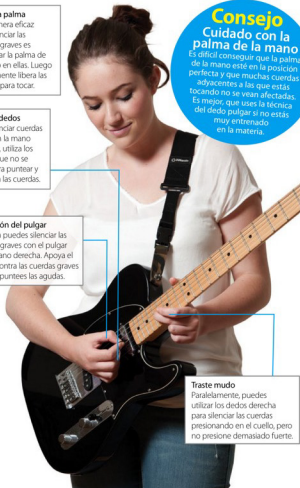 palma
nera eficaz
nciar las
graves es
ar la palma de
en ellas. Luego
ente libera las
para tocar.
Consejo
Cuidado con la
palma de la mano
Es difícil conseguir que la palma
de la mano esté en la posición
perfecta y que muchas cuerdas
adyacentes a las que estás
tocando no se vean afectadas.
Es mejor, que uses la técnica
del dedo pulgar si no estás
muy entrenado
en la materia.
dedos
nciar cuerdas
la mano
utiliza los
ue no se
ra puntear y
las cuerdas.
ón del pulgar
puedes silenciar las
graves con el pulgar
ano derecha. Apoya el
ontra las cuerdas graves
puntees las agudas.
Traste mudo
Paralelamente, puedes
utilizar los dedos derecha
para silenciar las cuerdas
presionando en el cuello, pero
no presione demasiado fuerte.